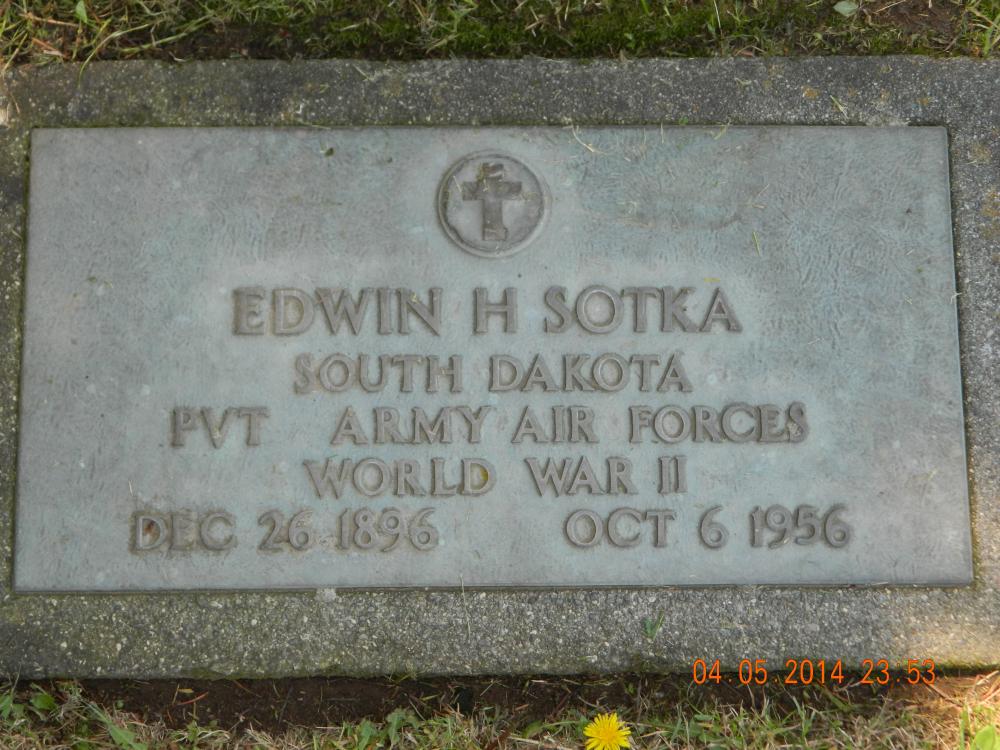 EDWIN H SOTKA
SOUTH DAKOTA
PVT ARMY AIR FORCES
WORLD WAR II
DEC 26 1896 OCT 6 1956
04.05.2014 23:53